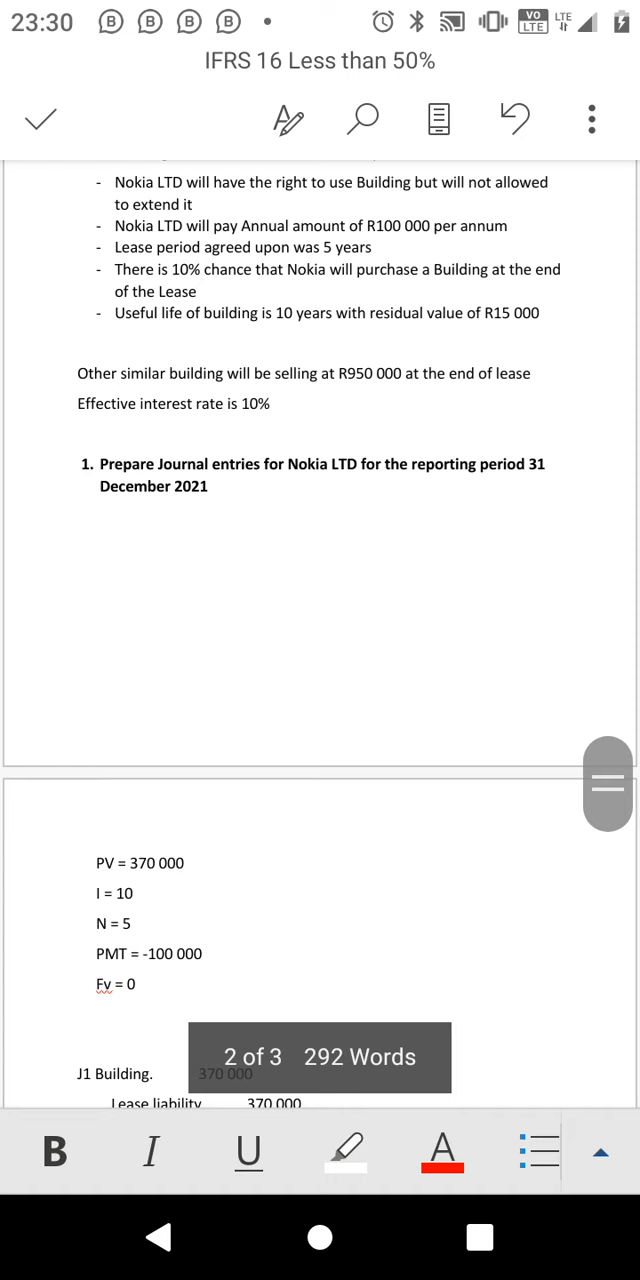 23:30 B B B B VO LTE LTE
IFRS 16 Less than 50%
- Nokia LTD will have the right to use Building but will not allowed
to extend it
- Nokia LTD will pay Annual amount of R100 000 per annum
- Lease period agreed upon was 5 years
- There is 10% chance that Nokia will purchase a Building at the end
of the Lease
- Useful life of building is 10 years with residual value of R15 000
Other similar building will be selling at R950 000 at the end of lease
Effective interest rate is 10%
1. Prepare Journal entries for Nokia LTD for the reporting period 31
December 2021
PV = 370 000
I = 10
N = 5
PMT = -100 000
Fv = 0
2 of 3 292 Words
J1 Building. 370 000
Lease liability 370 000
B I U A